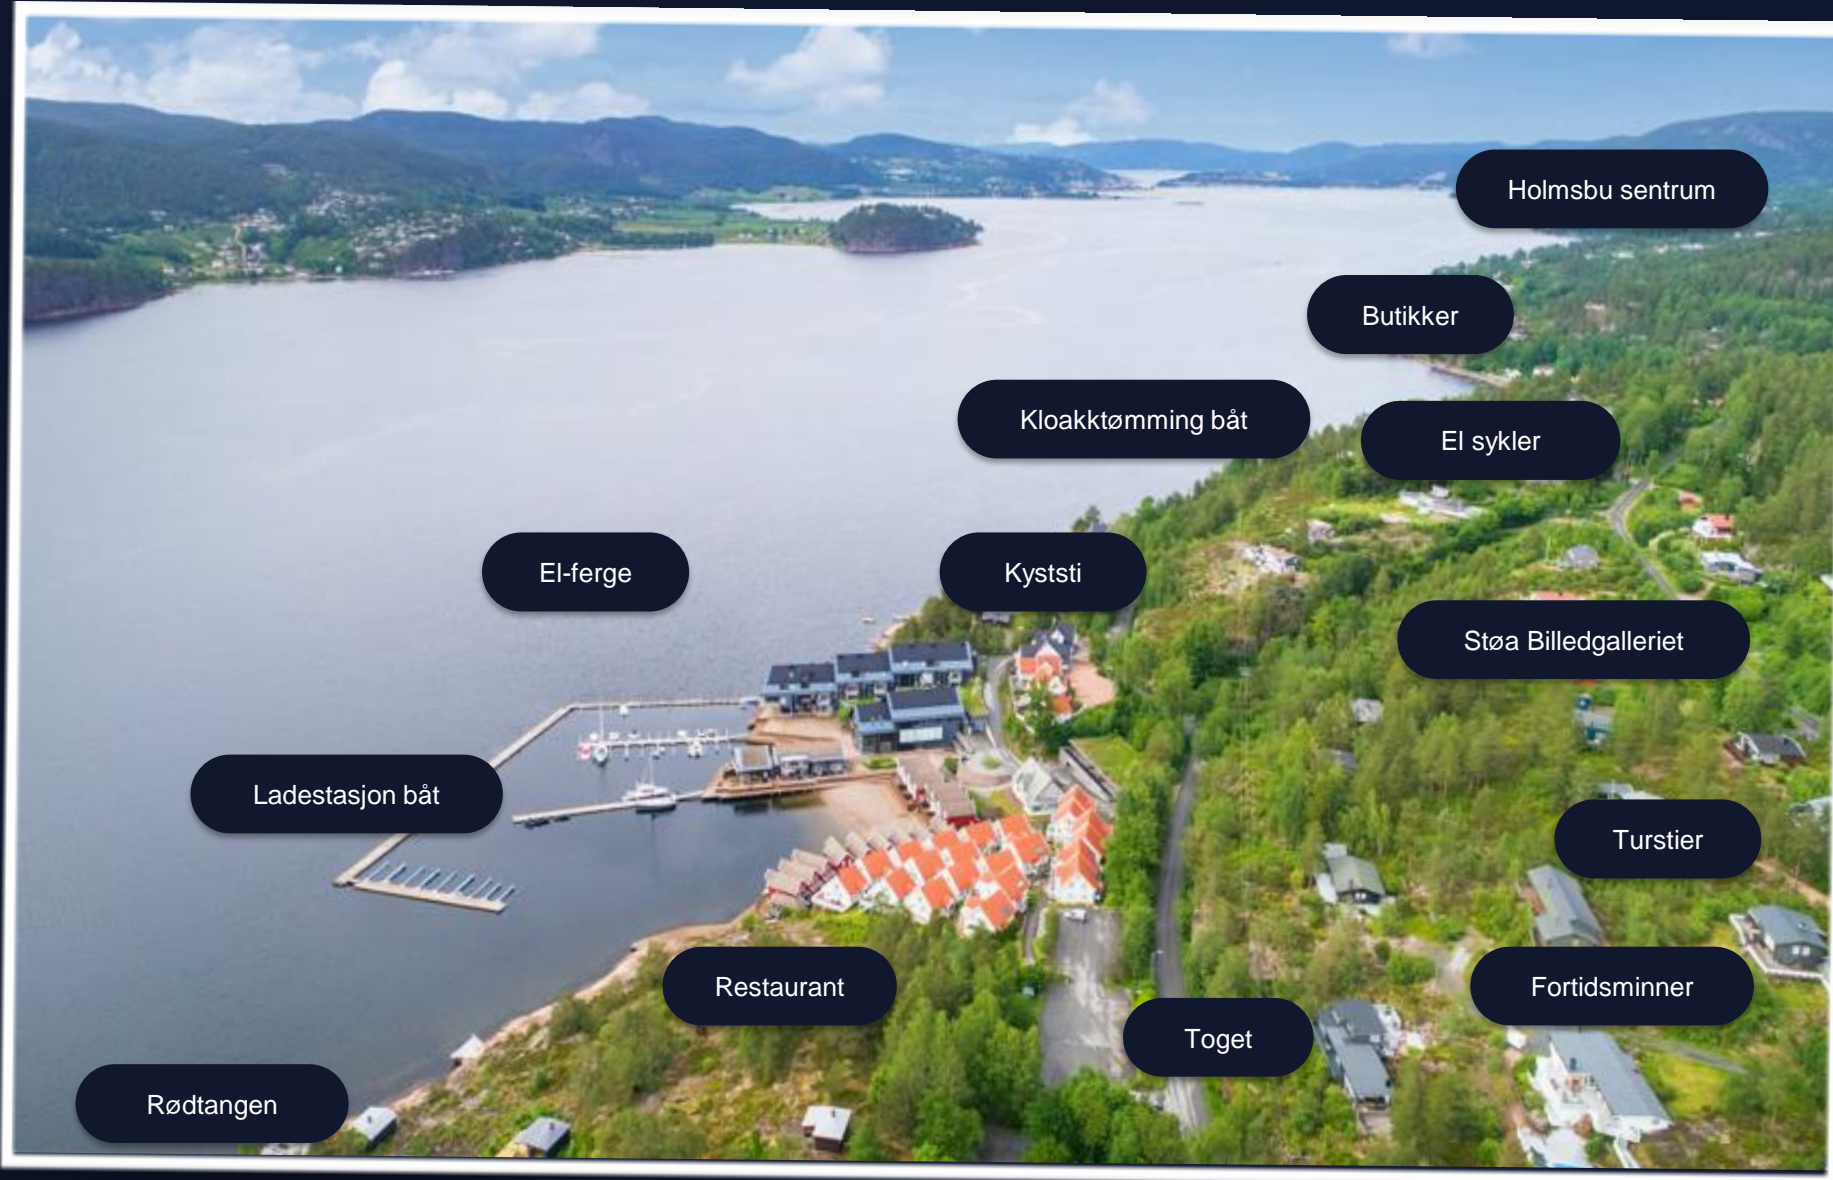 Holmsbu sentrum
Butikker
Kloakktømming båt
El sykler
El-ferge
Kyststi
Støa Billedgalleriet
Ladestasjon båt
Turstier
Restaurant
Fortidsminner
Toget
Rødtangen